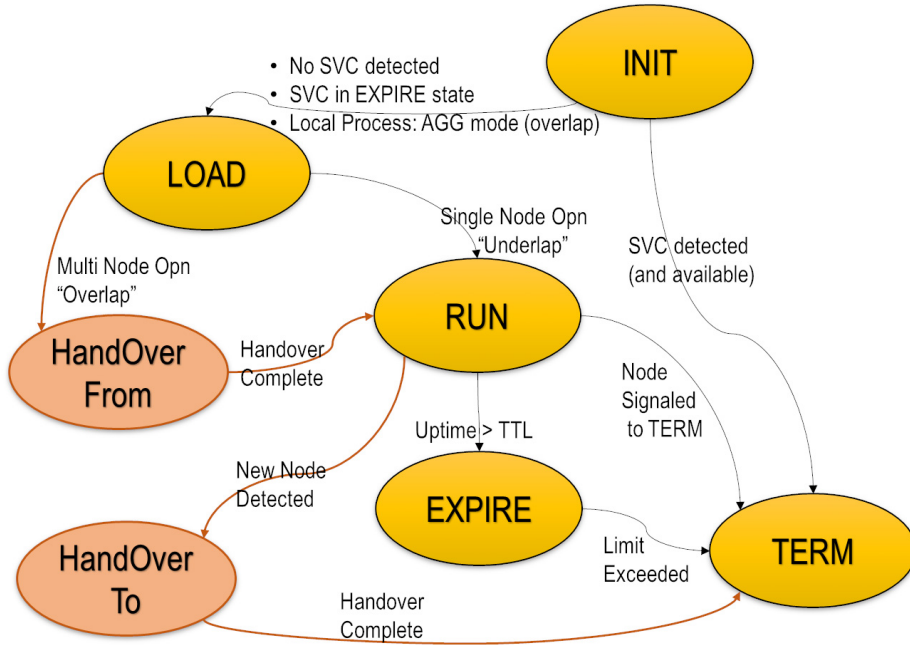 INIT
• No SVC detected
• SVC in EXPIRE state
• Local Process: AGG mode (overlap)
LOAD
Single Node Opn
“Underlap”
SVC detected
(and available)
Multi Node Opn
“Overlap”
RUN
HandOver
From
Handover
Complete
Node
Signaled
to TERM
Uptime > TTL
New Node
Detected
EXPIRE
HandOver
To
Limit
Exceeded
TERM
Handover
Complete